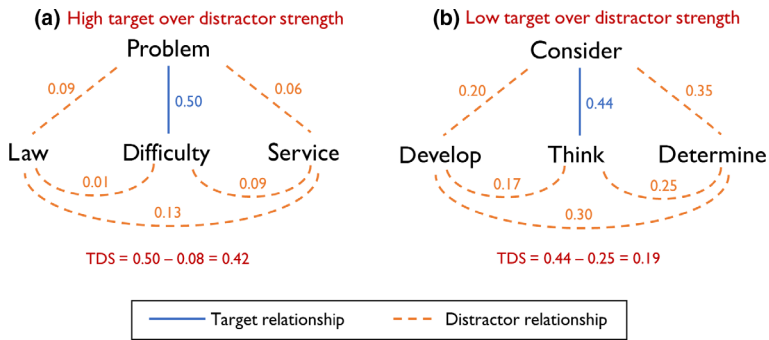 (a) High target over distractor strength
Problem
0.09
0.50
0.06
Law
Difficulty
Service
0.01
0.09
0.13
TDS = 0.50 – 0.08 = 0.42
(b) Low target over distractor strength
Consider
0.20
0.44
0.35
Develop
Think
Determine
0.17
0.25
0.30
TDS = 0.44 – 0.25 = 0.19
Target relationship
Distractor relationship